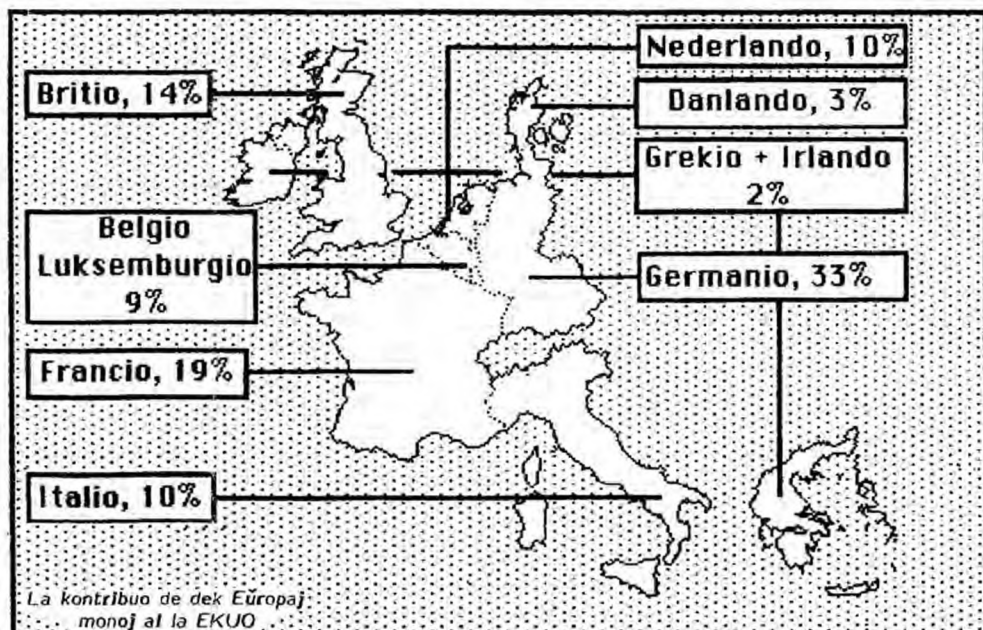 Britio, 14%
Nederlando, 10%
Danlando, 3%
Grekio + Irlando
2%
Belgio
Luksemburgio
9%
Germanio, 33%
Francio, 19%
Italio, 10%
La kontribuo de dek Eŭropaj
monoj al la EKUO